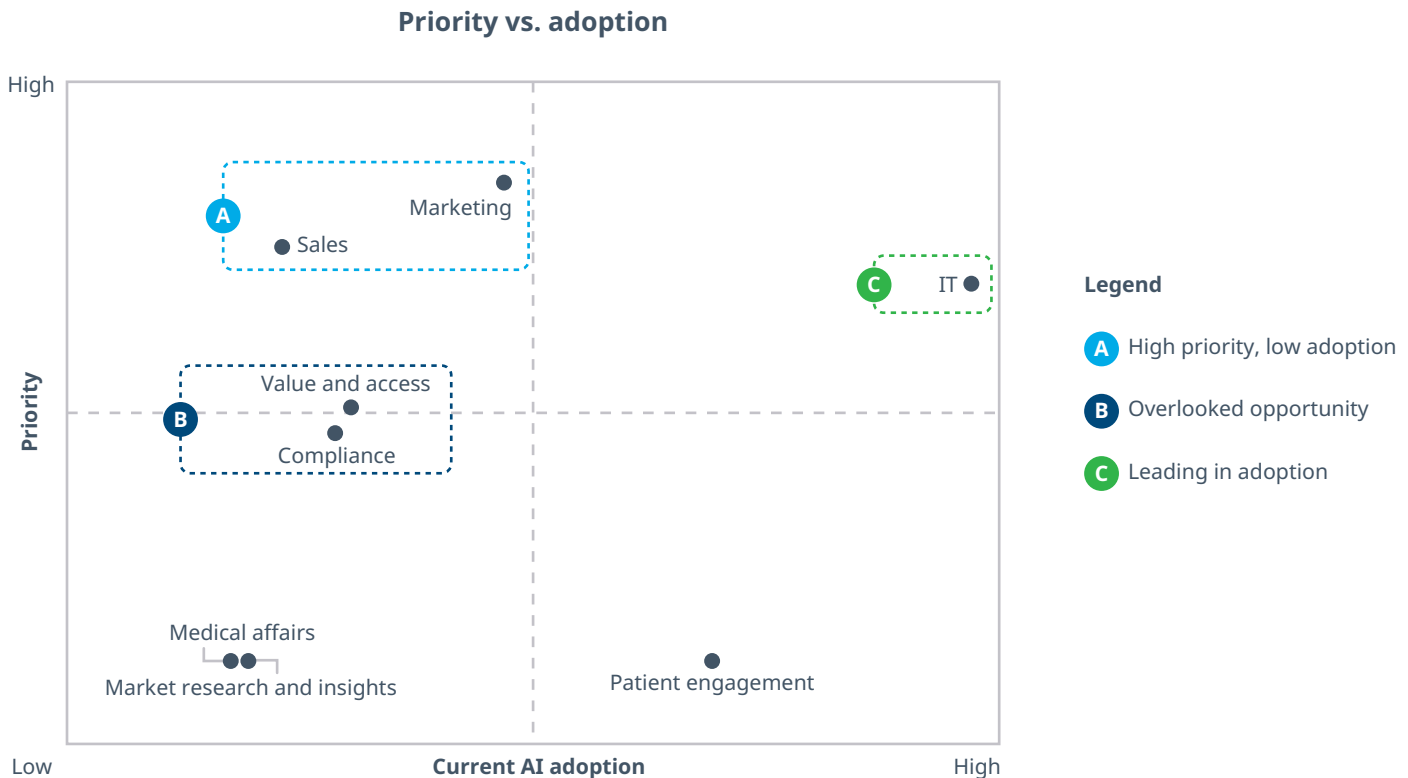 Priority vs. adoption
High
Marketing
A
Sales
C
IT
Legend
A
High priority, low adoption
Priority
Value and access
B
Compliance
B
Overlooked opportunity
C
Leading in adoption
Medical affairs
Market research and insights
Patient engagement
Low
Current AI adoption
High